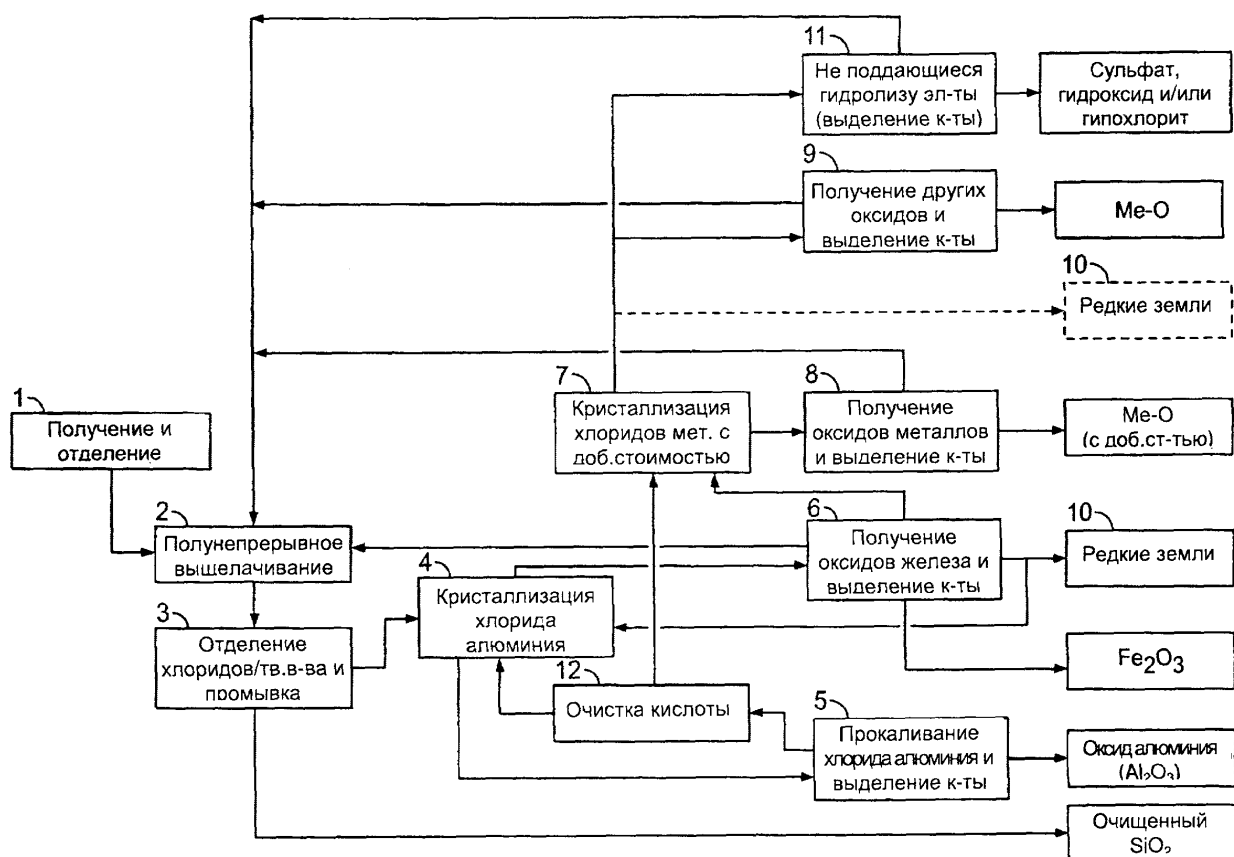 11
Не поддающиеся
гидролизу эл-ты
(выделение к-ты)
Сульфат,
гидроксид и/или
гипохлорит
9
Получение других
оксидов и
выделение к-ты
Ме-О
10
Редкие земли
7
Кристаллизация
хлоридов мет. с
доб.стоимостью
8
Получение
оксидов металлов
и выделение к-ты
Ме-О
(с доб.ст-тью)
1
Получение и
отделение
2
Полунепрерывное
вышелачивание
6
Получение
оксидов железа и
выделение к-ты
10
Редкие земли
4
Кристаллизация
хлорида
алюминия
3
Отделение
хлоридов/тв.в-ва и
промывка
Fe2O3
12
Очистка кислоты
5
Прокаливание
хлорида алюминия и
выделение к-ты
Оксид алюминия
(Al2O3)
Очищенный
SiO2